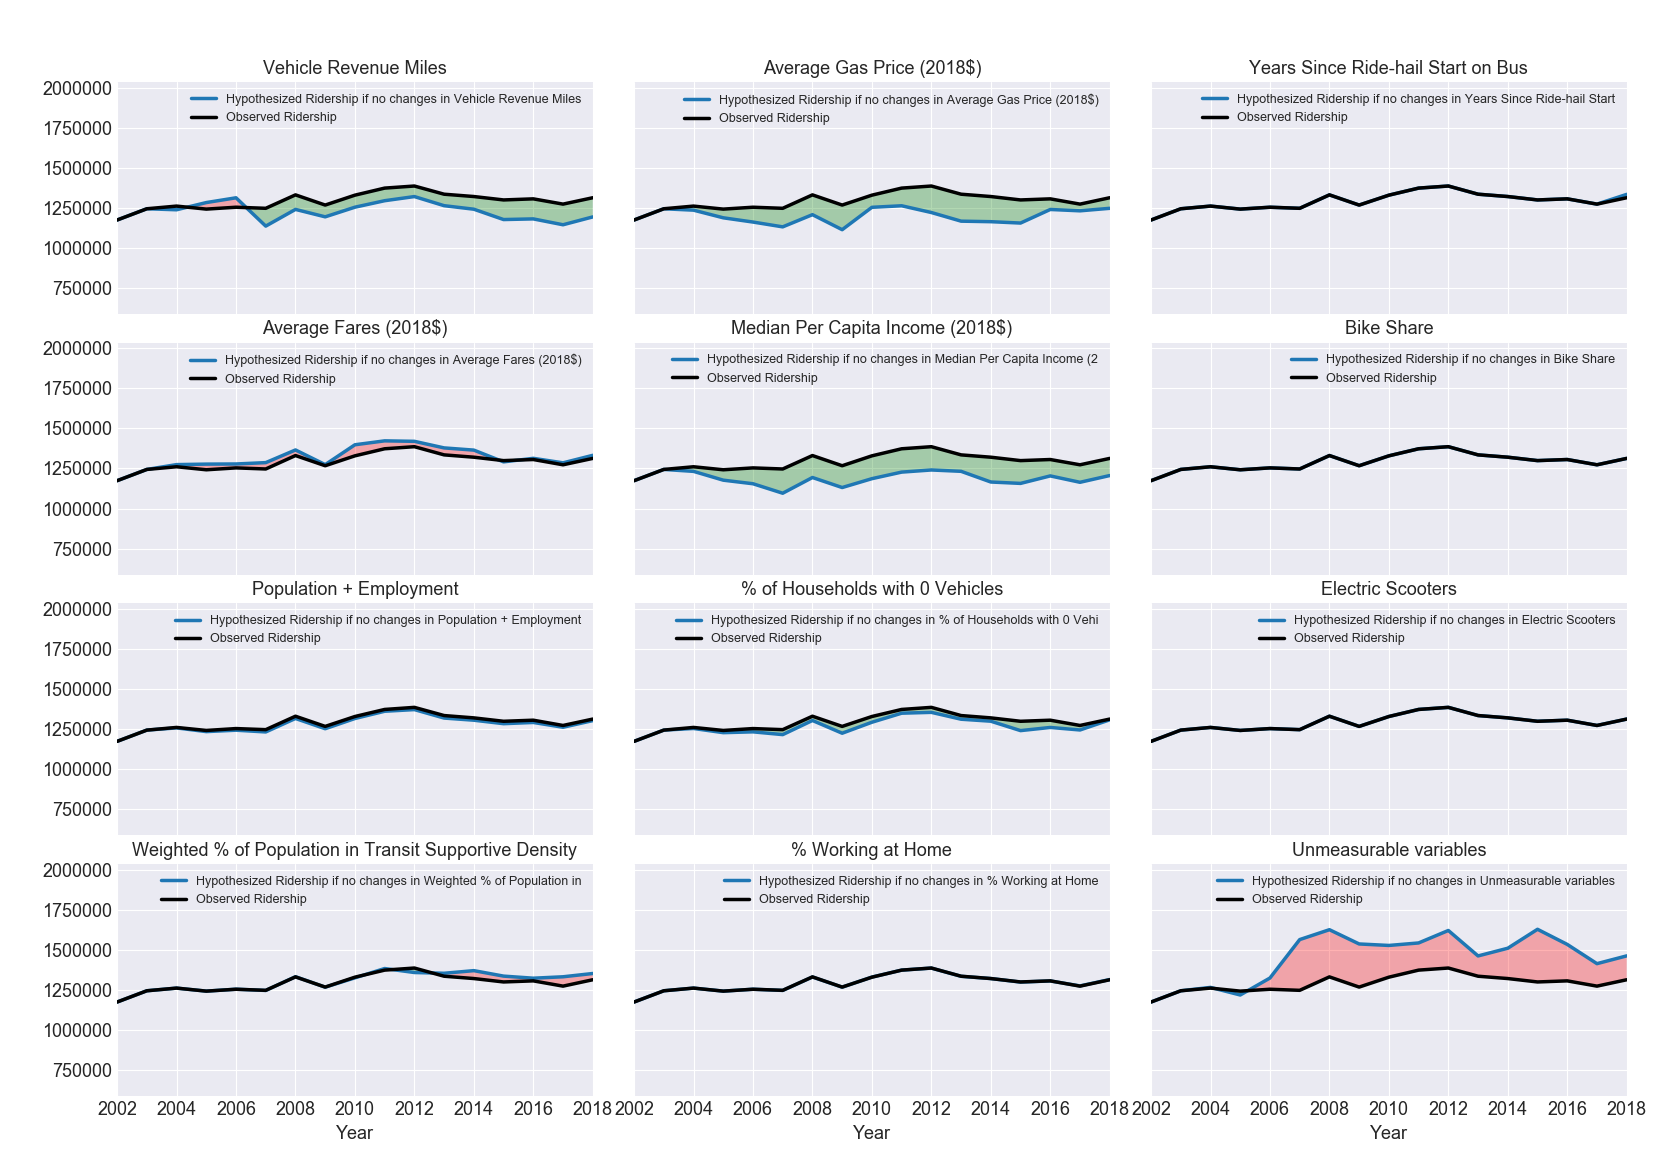 Vehicle Revenue Miles
2000000
1750000
1500000
1250000
1000000
750000
Hypothesized Ridership if no changes in Vehicle Revenue Miles
Observed Ridership
Average Gas Price (2018$)
Hypothesized Ridership if no changes in Average Gas Price (2018$)
Observed Ridership
Years Since Ride-hail Start on Bus
Hypothesized Ridership if no changes in Years Since Ride-hail Start
Observed Ridership
Average Fares (2018$)
2000000
1750000
1500000
1250000
1000000
750000
Hypothesized Ridership if no changes in Average Fares (2018$)
Observed Ridership
Median Per Capita Income (2018$)
Hypothesized Ridership if no changes in Median Per Capita Income (2
Observed Ridership
Bike Share
Hypothesized Ridership if no changes in Bike Share
Observed Ridership
Population + Employment
2000000
1750000
1500000
1250000
1000000
750000
Hypothesized Ridership if no changes in Population + Employment
Observed Ridership
% of Households with 0 Vehicles
Hypothesized Ridership if no changes in % of Households with 0 Vehi
Observed Ridership
Electric Scooters
Hypothesized Ridership if no changes in Electric Scooters
Observed Ridership
Weighted % of Population in Transit Supportive Density
2000000
1750000
1500000
1250000
1000000
750000
Hypothesized Ridership if no changes in Weighted % of Population in
Observed Ridership
2002 2004 2006 2008 2010 2012 2014 2016 2018
Year
% Working at Home
Hypothesized Ridership if no changes in % Working at Home
Observed Ridership
2002 2004 2006 2008 2010 2012 2014 2016 2018
Year
Unmeasurable variables
Hypothesized Ridership if no changes in Unmeasurable variables
Observed Ridership
2002 2004 2006 2008 2010 2012 2014 2016 2018
Year